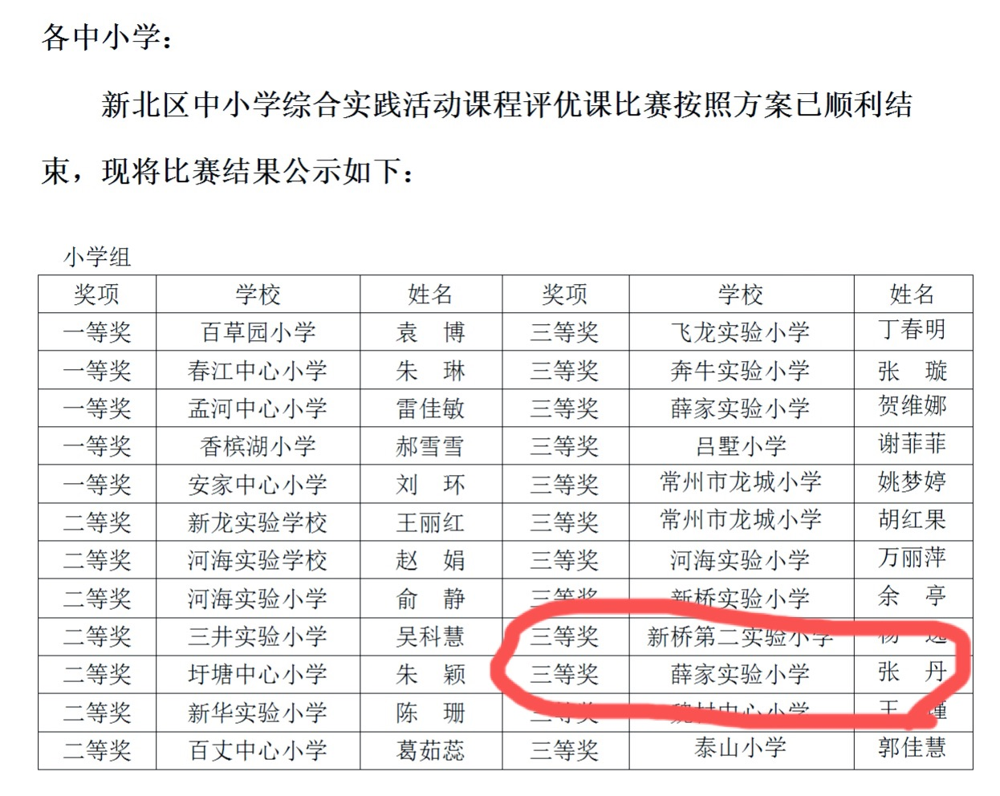 各中小学：
新北区中小学综合实践活动课程评优课比赛按照方案已顺利结
束，现将比赛结果公示如下：
小学组
奖项 学校 姓名 奖项 学校 姓名
一等奖 百草园小学 袁 博 三等奖 飞龙实验小学 丁春明
一等奖 春江中心小学 朱 琳 三等奖 奔牛实验小学 张 璇
一等奖 孟河中心小学 雷佳敏 三等奖 薛家实验小学 贺维娜
一等奖 香槟湖小学 郝雪雪 三等奖 吕墅小学 谢菲菲
一等奖 安家中心小学 刘 环 三等奖 常州市龙城小学 姚梦婷
二等奖 新龙实验学校 王丽红 三等奖 常州市龙城小学 胡红果
二等奖 河海实验学校 赵 娟 三等奖 河海实验小学 万丽萍
二等奖 河海实验小学 俞 静 三等奖 新桥实验小学 余 亭
二等奖 三井实验小学 吴科慧 三等奖 新桥第二实验小学 杨
二等奖 圩塘中心小学 朱 颖 三等奖 薛家实验小学 张 丹
二等奖 新华实验小学 陈 珊 三等奖 魏村中心小学 王
二等奖 百丈中心小学 葛茹蕊 三等奖 泰山小学 郭佳慧